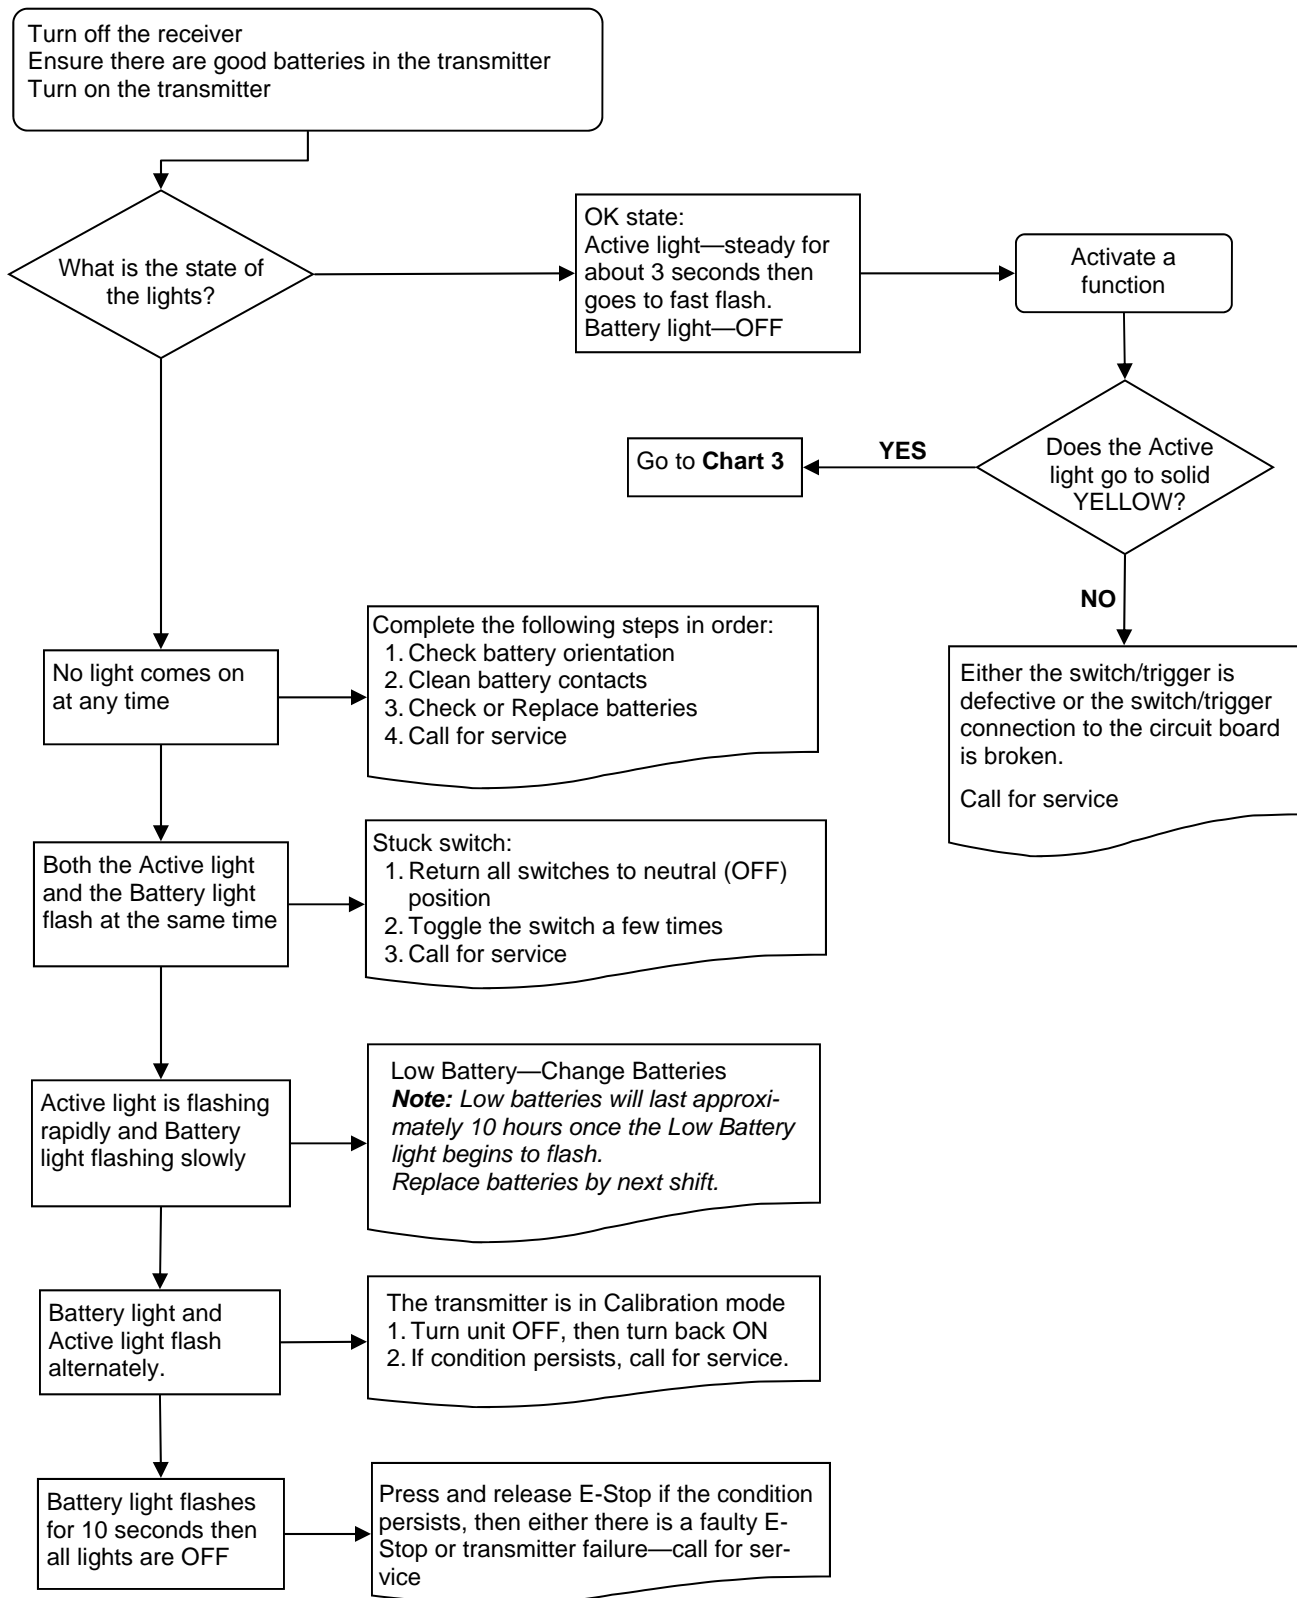 Turn off the receiver
Ensure there are good batteries in the transmitter
Turn on the transmitter
What is the state of
the lights?
OK state:
Active light—steady for
about 3 seconds then
goes to fast flash.
Battery light—OFF
Activate a
function
Does the Active
light go to solid
YELLOW?
YES
Go to Chart 3
NO
Either the switch/trigger is
defective or the switch/trigger
connection to the circuit board
is broken.
Call for service
No light comes on
at any time
Complete the following steps in order:
1. Check battery orientation
2. Clean battery contacts
3. Check or Replace batteries
4. Call for service
Both the Active light
and the Battery light
flash at the same time
Stuck switch:
1. Return all switches to neutral (OFF)
position
2. Toggle the switch a few times
3. Call for service
Active light is flashing
rapidly and Battery
light flashing slowly
Low Battery—Change Batteries
Note: Low batteries will last approxi-
mately 10 hours once the Low Battery
light begins to flash.
Replace batteries by next shift.
Battery light and
Active light flash
alternately.
The transmitter is in Calibration mode
1. Turn unit OFF, then turn back ON
2. If condition persists, call for service.
Battery light flashes
for 10 seconds then
all lights are OFF
Press and release E-Stop if the condition
persists, then either there is a faulty E-
Stop or transmitter failure—call for ser-
vice